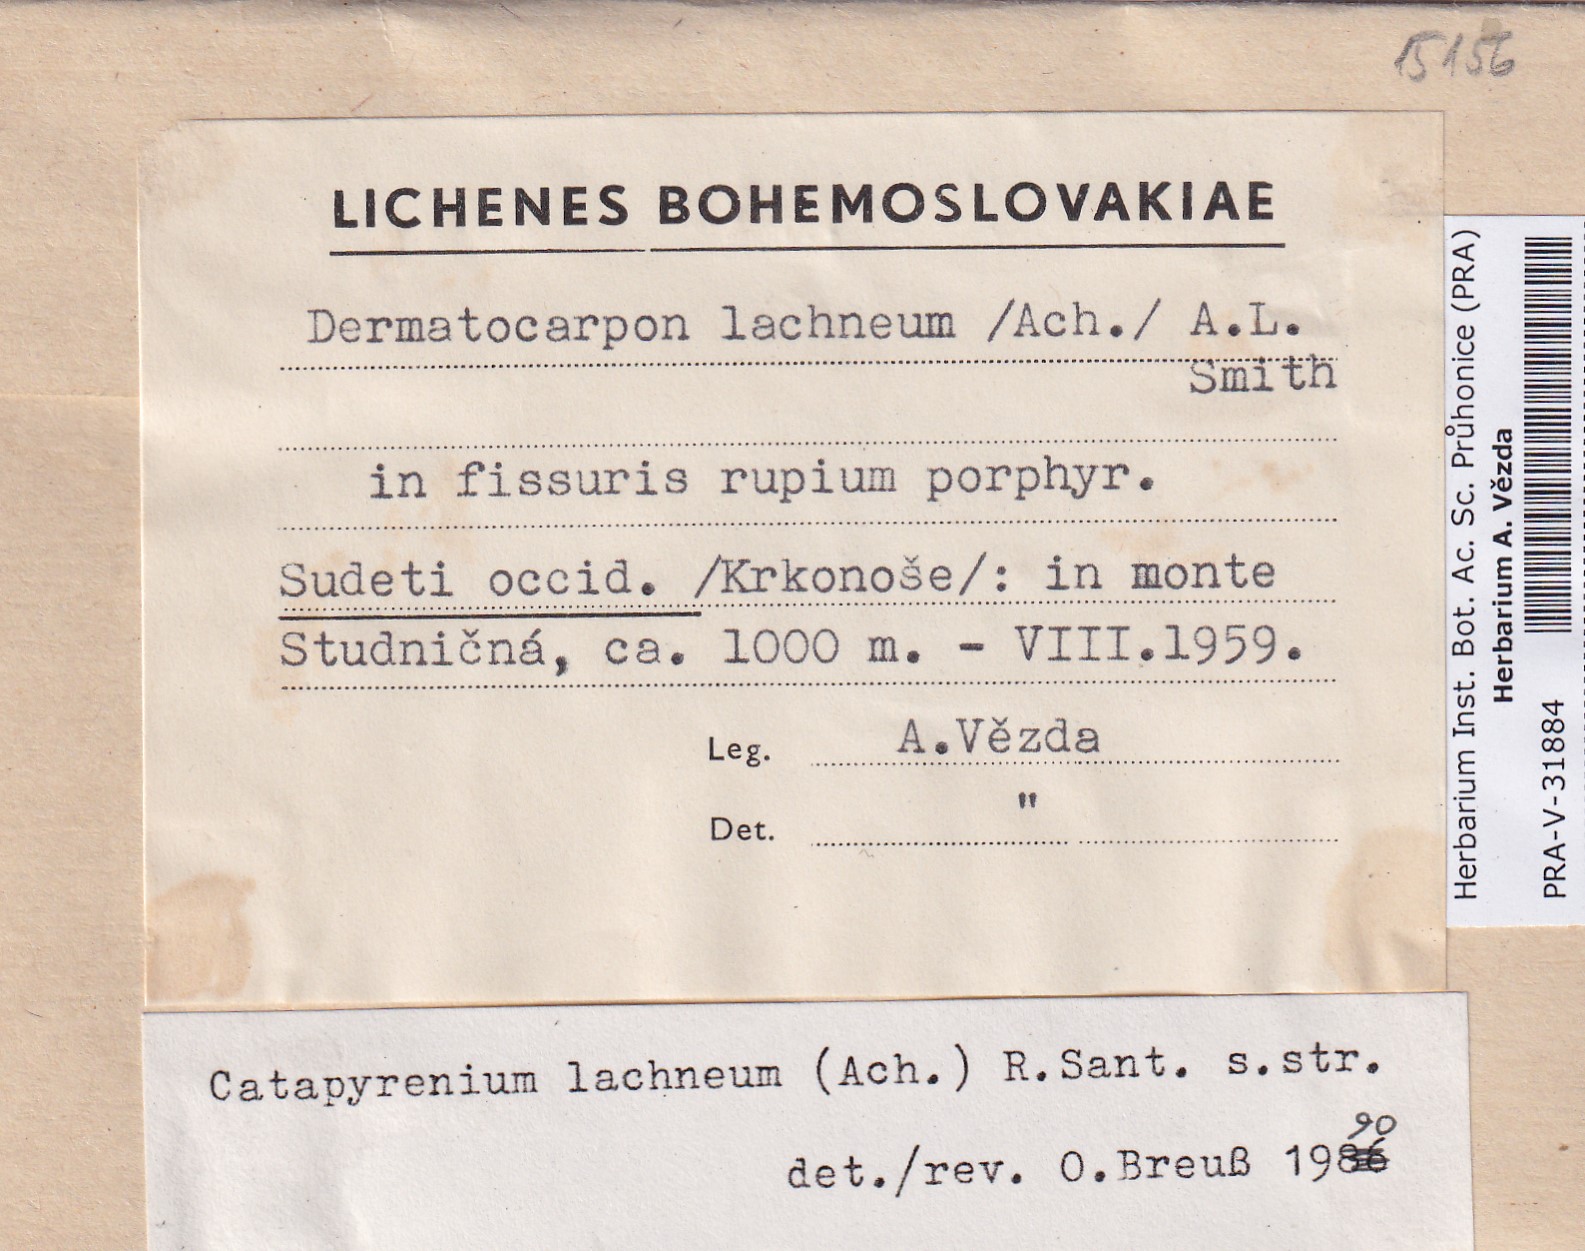 15156
LICHENES BOHEMOSLOVAKIAE
Dermatocarpon lachneum /Ach./ A.L.
Smith
in fissuris rupium porphyr.
Sudeti occid. /Krkonoše/: in monte
Studničná, ca. 1000 m. - VIII.1959.
Leg. A.Vězda
Det. "
Catapyrenium lachneum (Ach.) R.Sant. s.str.
90
det./rev. O.Breuß 1986
Herbarium Inst. Bot. Ac. Sc. Průhonice (PRA)
Herbarium A. Vězda
PRA-V-31884